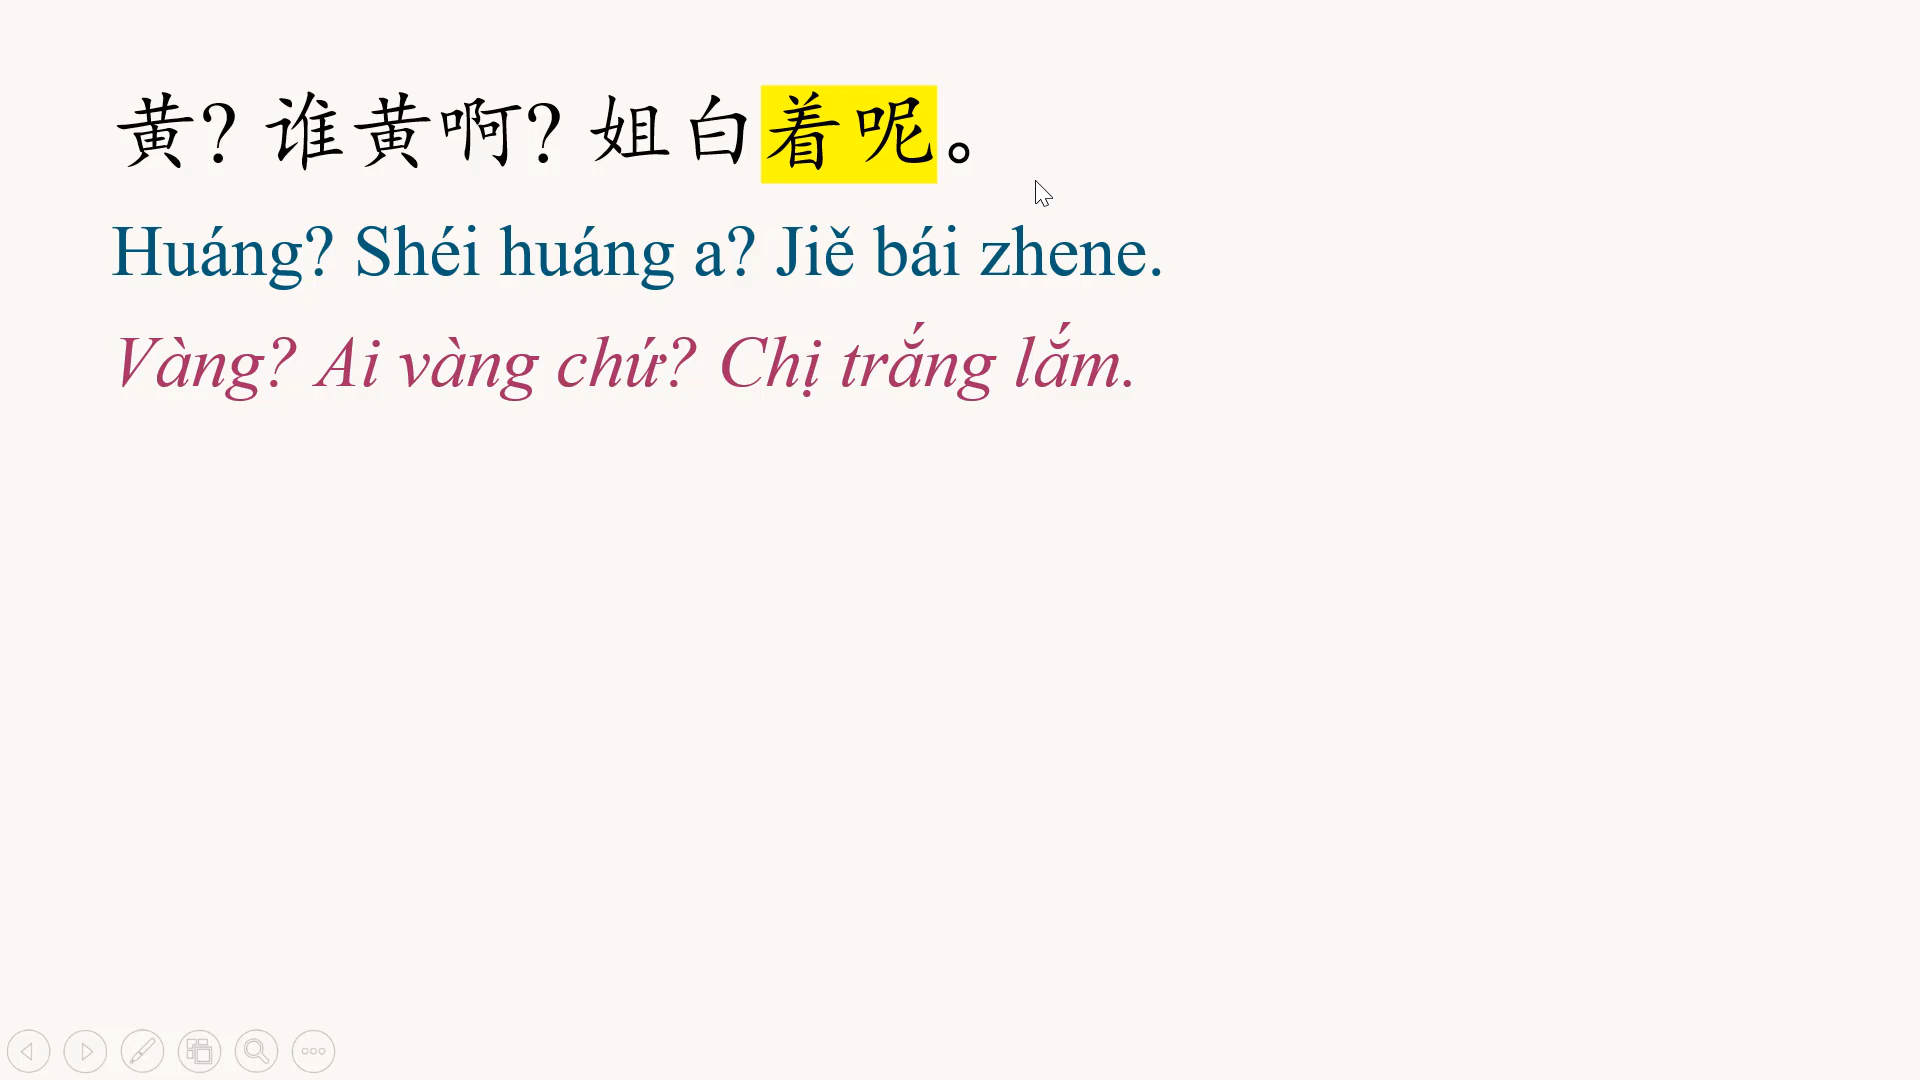 黄? 谁黄啊? 姐白着呢。
Huáng? Shéi huáng a? Jiě bái zhene.
Vàng? Ai vàng chứ? Chị trắng lắm.